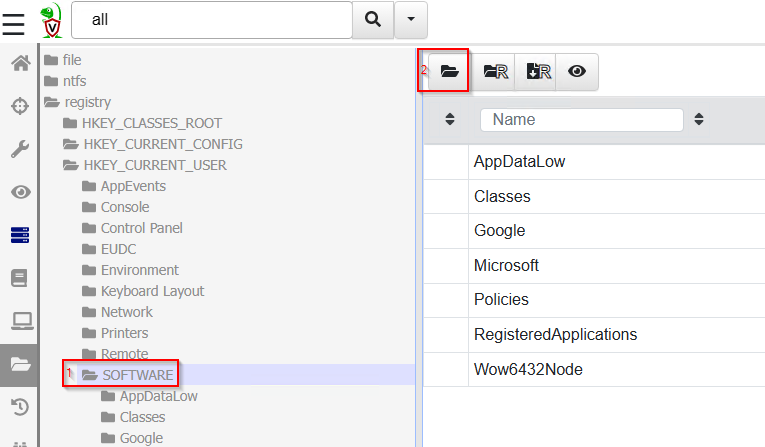 V
all
file
ntfs
registry
HKEY_CLASSES_ROOT
HKEY_CURRENT_CONFIG
HKEY_CURRENT_USER
AppEvents
Console
Control Panel
EUDC
Environment
Keyboard Layout
Network
Printers
Remote
1 SOFTWARE
AppDataLow
Classes
Google
2 R R
Name
AppDataLow
Classes
Google
Microsoft
Policies
RegisteredApplications
Wow6432Node